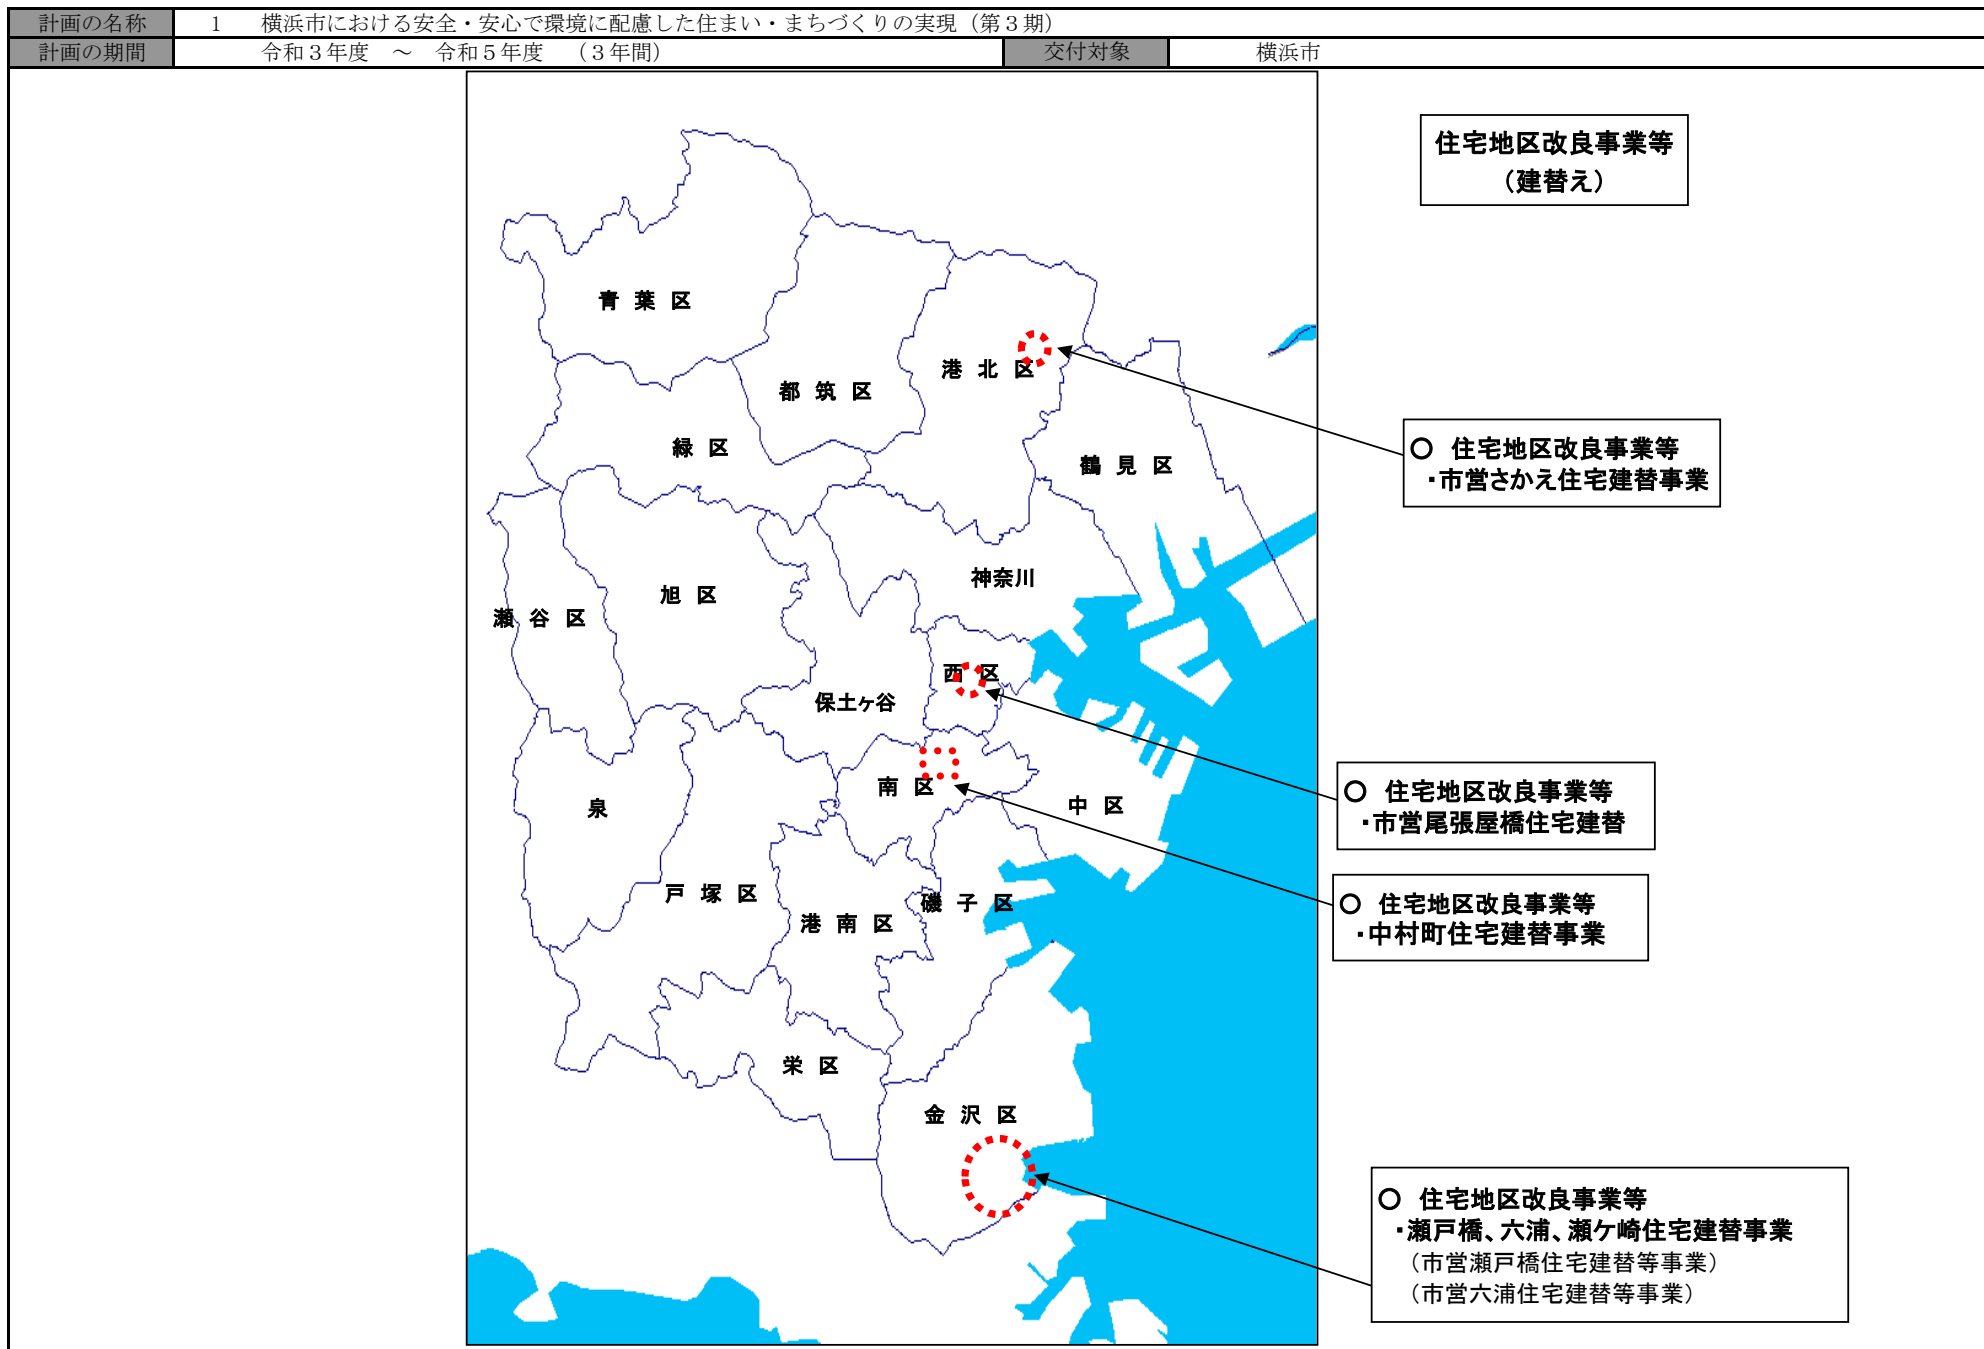 計画の名称 1 横浜市における安全・安心で環境に配慮した住まい・まちづくりの実現（第３期）
計画の期間 令和３年度 ～ 令和５年度 （３年間） 交付対象 横浜市
住宅地区改良事業等
（建替え）
青葉区
港北区
都筑区
緑区
鶴見区
○ 住宅地区改良事業等
・市営さかえ住宅建替事業
神奈川
旭区
瀬谷区
西区
保土ヶ谷
南区
中区
泉
○ 住宅地区改良事業等
・市営尾張屋橋住宅建替
戸塚区
港南区
磯子区
○ 住宅地区改良事業等
・中村町住宅建替事業
栄区
金沢区
○ 住宅地区改良事業等
・瀬戸橋、六浦、瀬ケ崎住宅建替事業
（市営瀬戸橋住宅建替等事業）
（市営六浦住宅建替等事業）